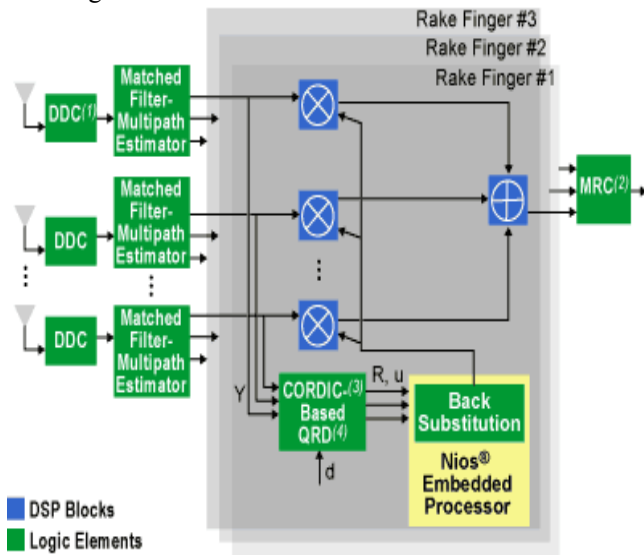 Rake Finger #3
Rake Finger #2
Rake Finger #1
DDC(1)
Matched
Filter-
Multipath
Estimator
MRC(2)
DDC
Matched
Filter-
Multipath
Estimator
DDC
Matched
Filter-
Multipath
Estimator
Y
CORDIC-(3)
Based
QRD(4)
R, u
d
Back
Substitution
Nios®
Embedded
Processor
DSP Blocks
Logic Elements